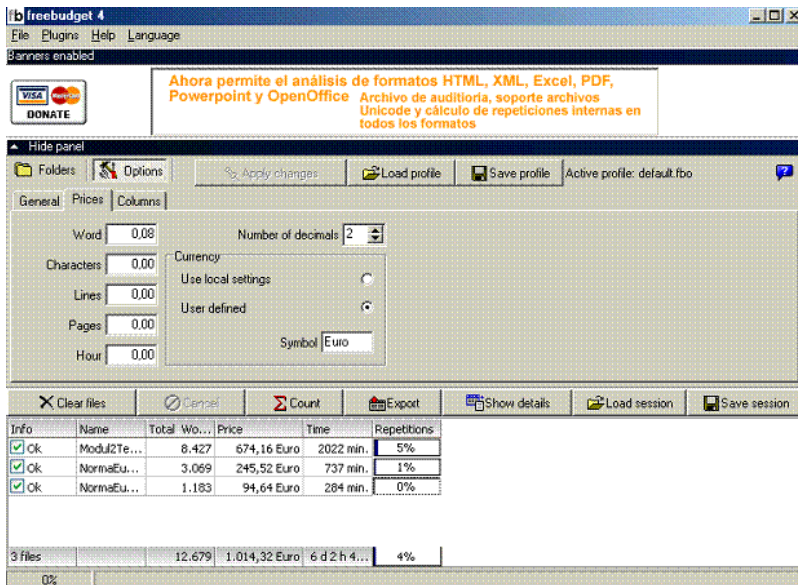 fb freebudget 4
File Plugins Help Language
Banners enabled
VISA
DONATE
Ahora permite el análisis de formatos HTML, XML, Excel, PDF,
Powerpoint y OpenOffice Archivo de auditioria, soporte archivos
Unicode y cálculo de repeticiones internas en
todos los formatos
Hide panel
Folders Options Apply changes Load profile Save profile Active profile: default.fbo ?
General Prices Columns
Word 0,08 Number of decimals 2
Characters 0,00 Currency
Use local settings
Lines 0,00
User defined
Pages 0,00
Symbol Euro
Hour 0,00
Clear files Cancel Count Export Show details Load session Save session
Info Name Total Wo... Price Time Repetitions
Ok Modul2Te... 8.427 674,16 Euro 2022 min. 5%
Ok NormaEu... 3.069 245,52 Euro 737 min. 1%
Ok NormaEu... 1.183 94,64 Euro 284 min. 0%
3 files 12.679 1.014,32 Euro 6 d 2 h 4... 4%
0%